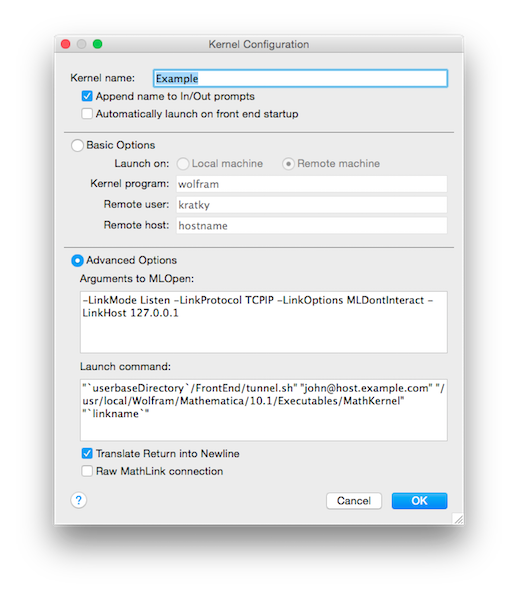 Kernel Configuration
Kernel name: Example
Append name to In/Out prompts
Automatically launch on front end startup
Basic Options
Launch on: Local machine Remote machine
Kernel program: wolfram
Remote user: kratky
Remote host: hostname
Advanced Options
Arguments to MLOpen:
-LinkMode Listen -LinkProtocol TCPIP -LinkOptions MLDontInteract -
LinkHost 127.0.0.1
Launch command:
"`userbaseDirectory`/FrontEnd/tunnel.sh" "john@host.example.com" "/
usr/local/Wolfram/Mathematica/10.1/Executables/MathKernel"
"`linkname`"
Translate Return into Newline
Raw MathLink connection
? Cancel OK